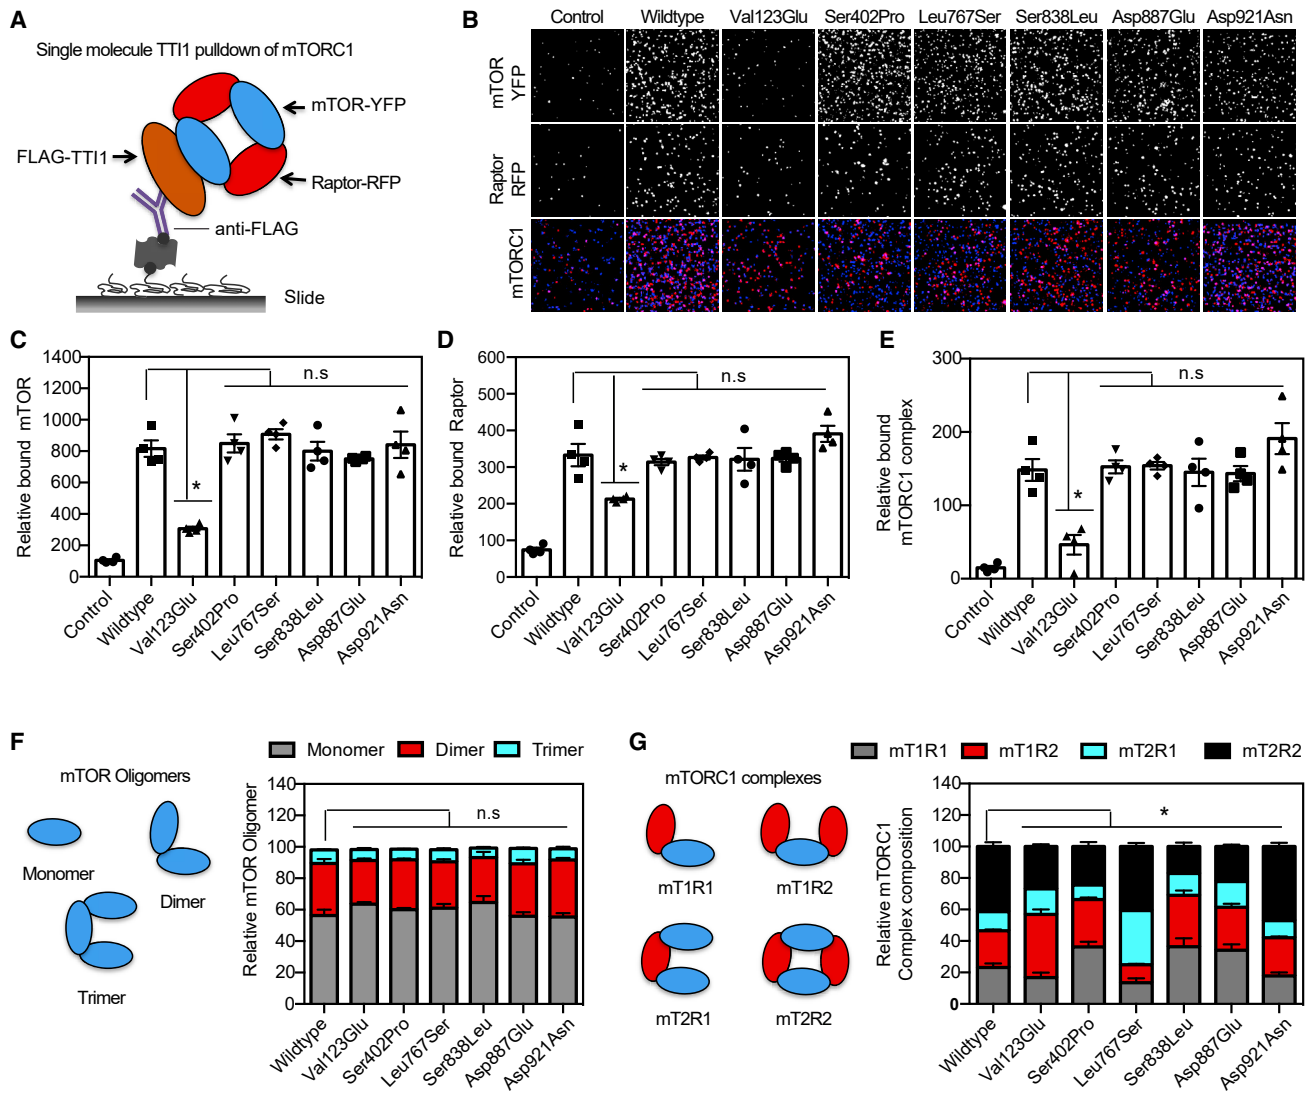 A
Single molecule TTI1 pulldown of mTORC1
mTOR-YFP
FLAG-TTI1
Raptor-RFP
anti-FLAG
Slide
B
Control Wildtype Val123Glu Ser402Pro Leu767Ser Ser838Leu Asp887Glu Asp921Asn
mTOR
YFP
Raptor
RFP
mTORC1
C
Relative bound mTOR
1400
1200
1000
800
600
400
200
0
n.s
*
Control Wildtype Val123Glu Ser402Pro Leu767Ser Ser838Leu Asp887Glu Asp921Asn
D
Relative bound Raptor
600
500
400
300
200
100
0
n.s
*
Control Wildtype Val123Glu Ser402Pro Leu767Ser Ser838Leu Asp887Glu Asp921Asn
E
Relative bound
mTORC1 complex
300
200
100
0
n.s
*
Control Wildtype Val123Glu Ser402Pro Leu767Ser Ser838Leu Asp887Glu Asp921Asn
F
mTOR Oligomers
Monomer
Dimer
Trimer
Monomer Dimer Trimer
Relative mTOR Oligomer
140
120
100
80
60
40
20
0
n.s
Wildtype Val123Glu Ser402Pro Leu767Ser Ser838Leu Asp887Glu Asp921Asn
G
mTORC1 complexes
mT1R1
mT1R2
mT2R1
mT2R2
mT1R1 mT1R2 mT2R1 mT2R2
Relative mTORC1
Complex composition
140
120
100
80
60
40
20
0
*
Wildtype Val123Glu Ser402Pro Leu767Ser Ser838Leu Asp887Glu Asp921Asn